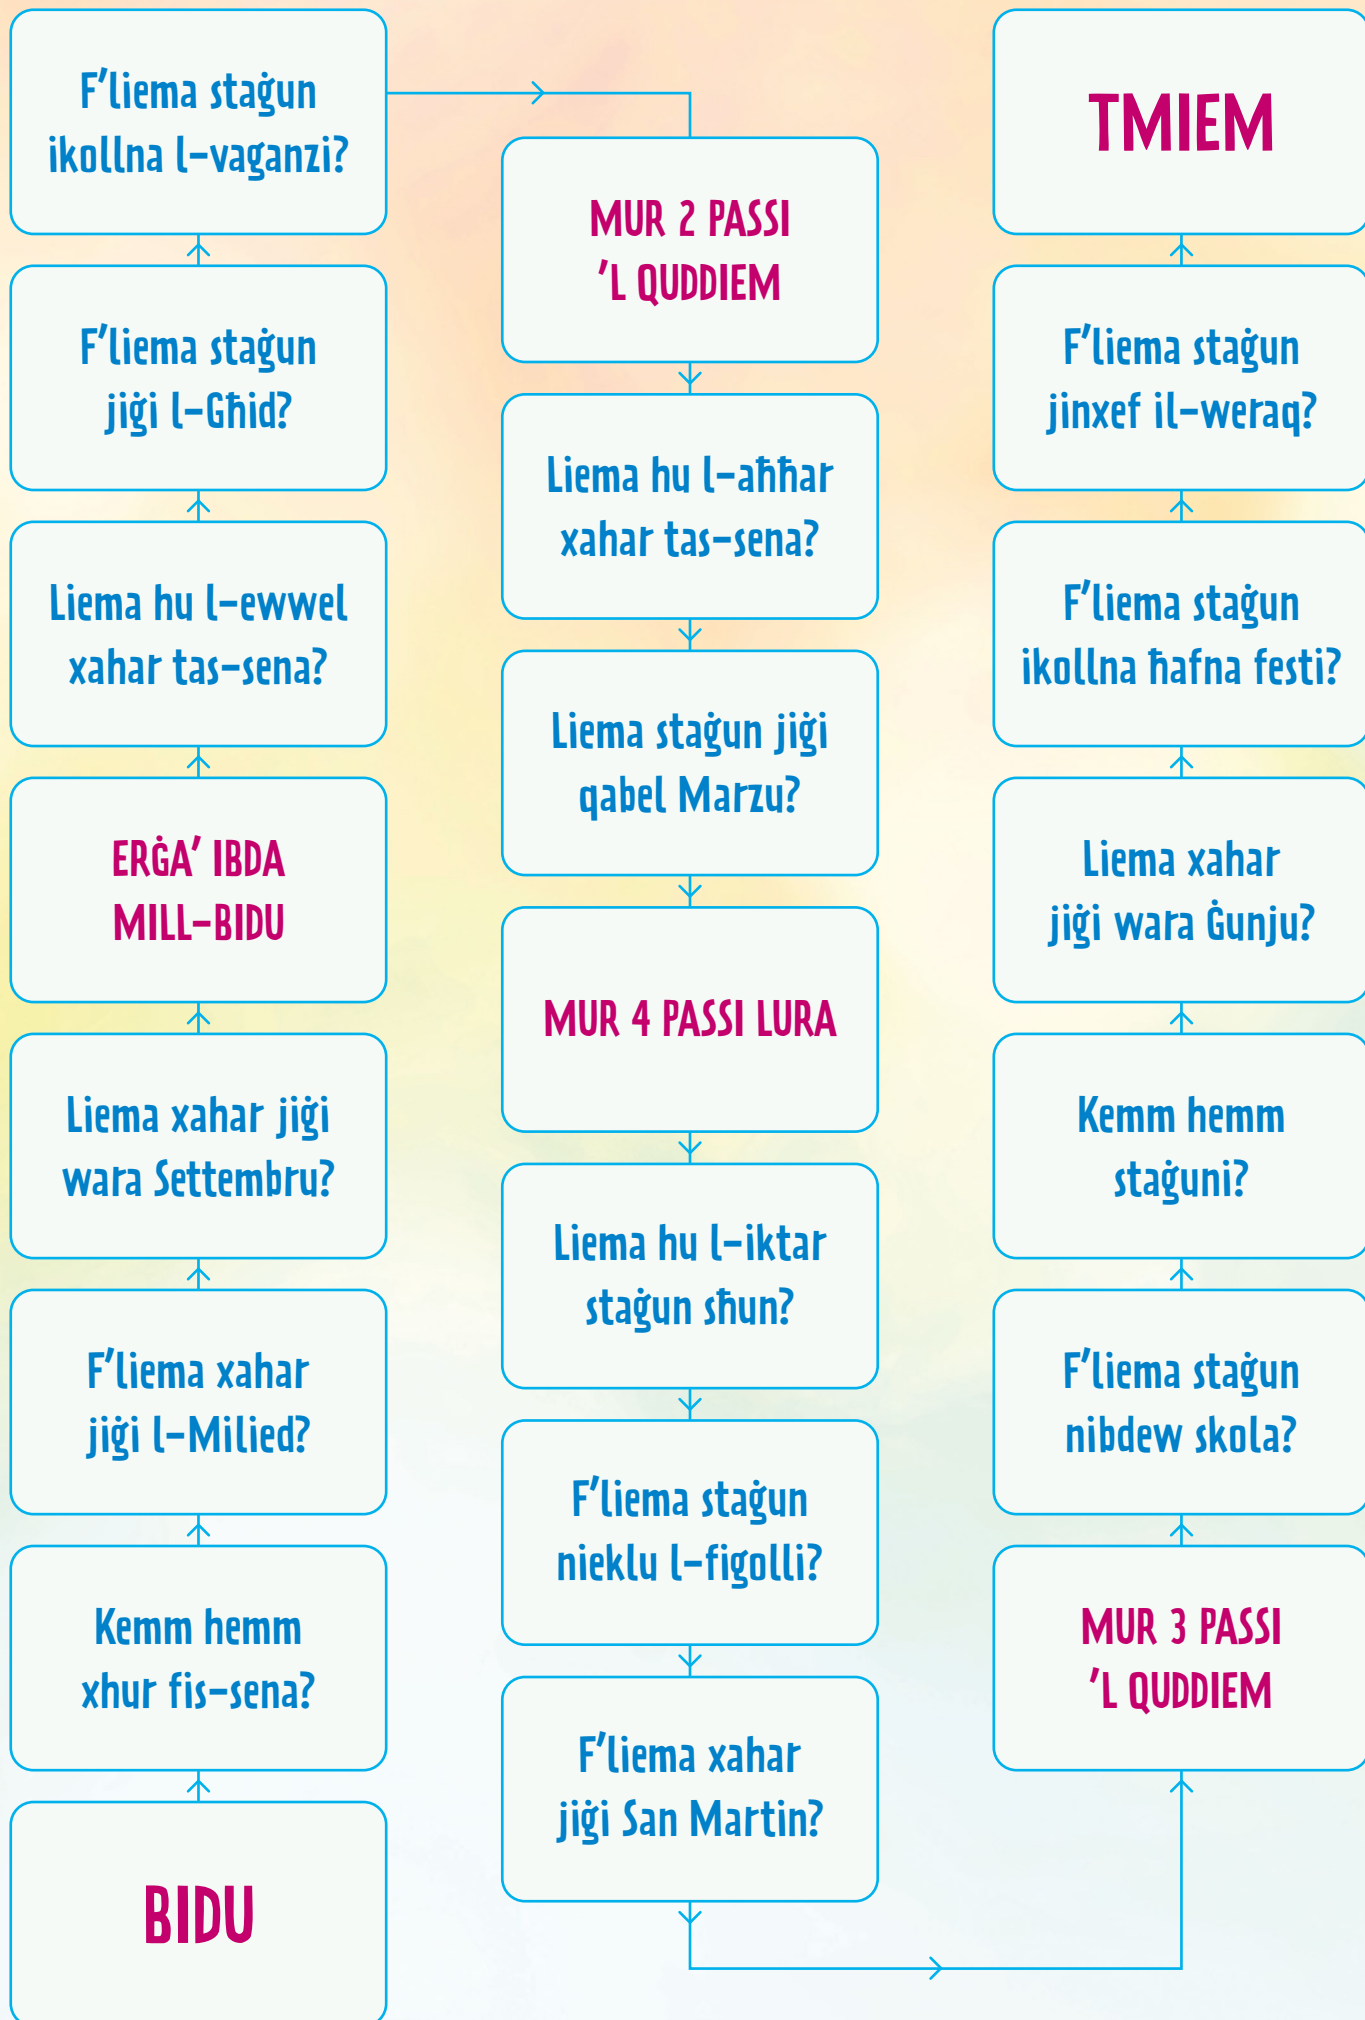 BIDU
Kemm hemm
xhur fis-sena?
F'liema xahar
jiġi l-Milied?
Liema xahar jiġi
wara Settembru?
ERĠA' IBDA
MILL-BIDU
Liema hu l-ewwel
xahar tas-sena?
F'liema staġun
jiġi l-Għid?
F'liema staġun
ikollna l-vaganzi?
MUR 2 PASSI
'L QUDDIEM
Liema hu l-aħħar
xahar tas-sena?
Liema staġun jiġi
qabel Marzu?
MUR 4 PASSI LURA
Liema hu l-iktar
staġun sħun?
F'liema staġun
nieklu l-figolli?
F'liema xahar
jiġi San Martin?
MUR 3 PASSI
'L QUDDIEM
F'liema staġun
nibdew skola?
Kemm hemm
staġuni?
Liema xahar
jiġi wara Ġunju?
F'liema staġun
ikollna ħafna festi?
F'liema staġun
jinxef il-weraq?
TMIEM